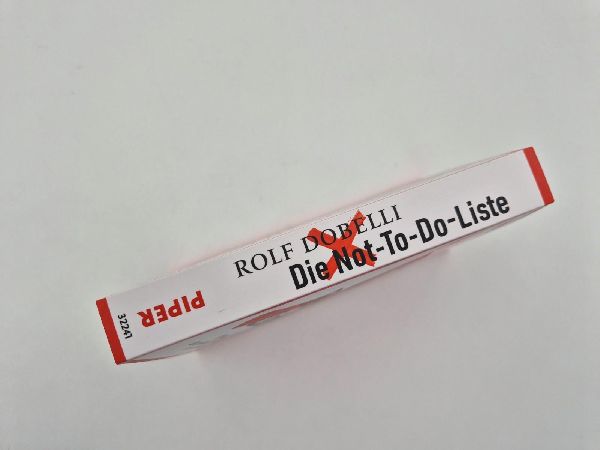 ROLF DOBELLI
Die Not-To-Do-Liste
PIPER
32241